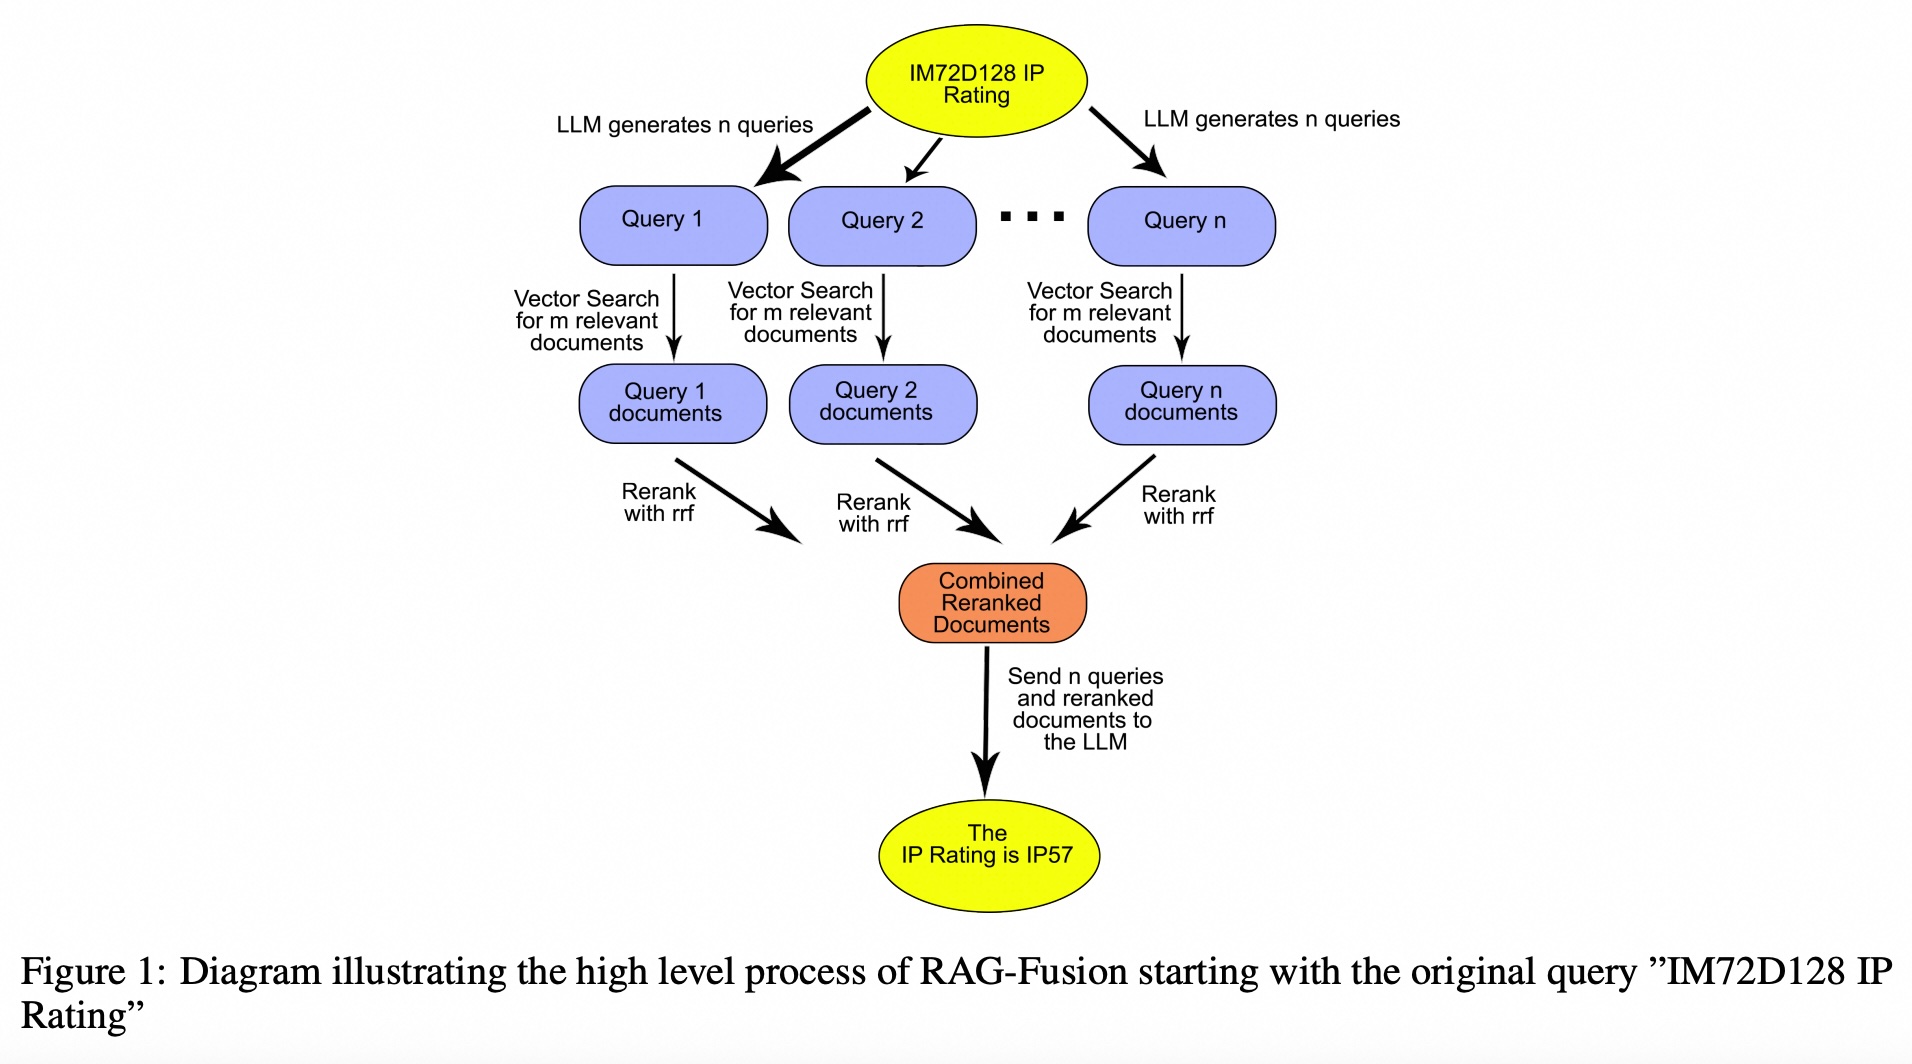 IM72D128 IP
Rating
LLM generates n queries
LLM generates n queries
Query 1
Query 2
Query n
Vector Search
for m relevant
documents
Vector Search
for m relevant
documents
Vector Search
for m relevant
documents
Query 1
documents
Query 2
documents
Query n
documents
Rerank
with rrf
Rerank
with rrf
Rerank
with rrf
Combined
Reranked
Documents
Send n queries
and reranked
documents to
the LLM
The
IP Rating is IP57
Figure 1: Diagram illustrating the high level process of RAG-Fusion starting with the original query ”IM72D128 IP
Rating”